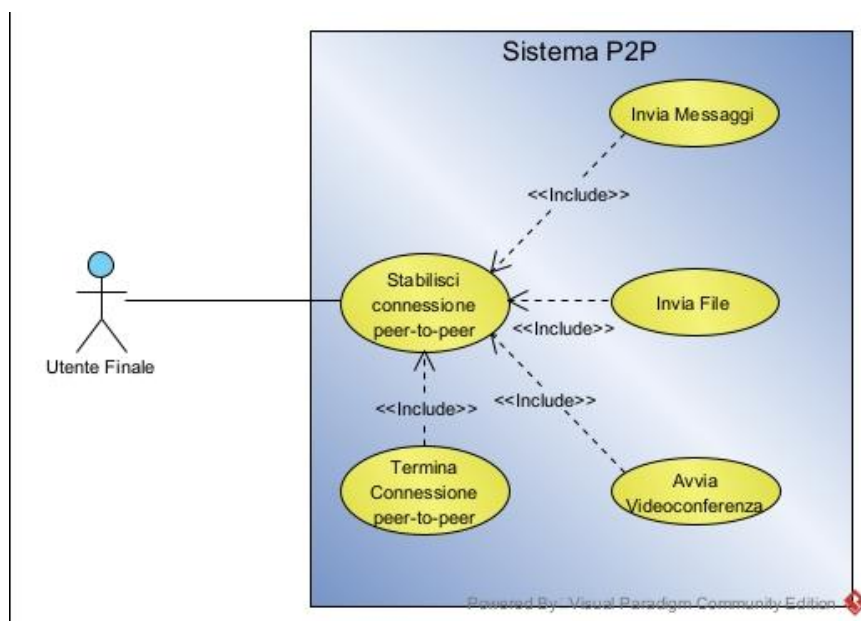 Sistema P2P
Invia Messaggi
<<Include>>
Stabilisci
connessione
peer-to-peer
Invia File
<<Include>>
Utente Finale
<<Include>>
<<Include>>
Termina
Connessione
peer-to-peer
Avvia
Videoconferenza
Powered By Visual Paradigm Community Edition